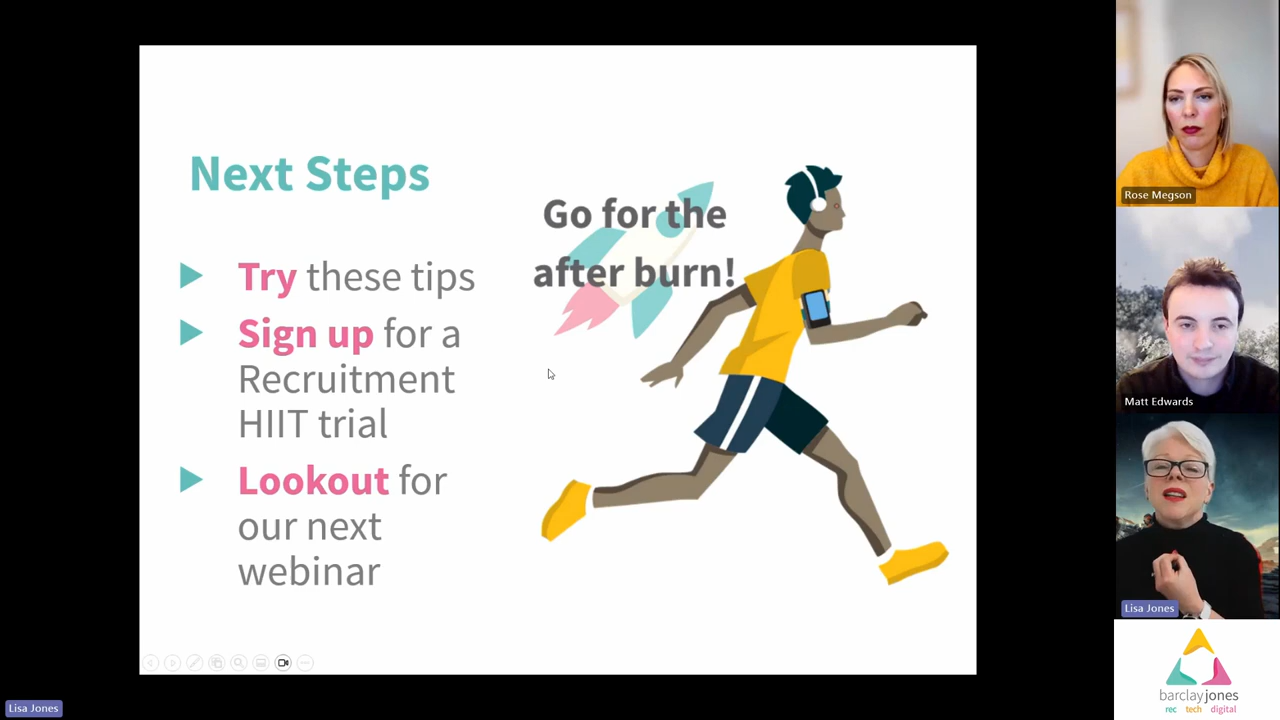 Next Steps
Go for the
after burn!
Try these tips
Sign up for a
Recruitment
HIIT trial
Lookout for
our next
webinar
Rose Megson
Matt Edwards
Lisa Jones
barclayjones
rec tech digital
Lisa Jones